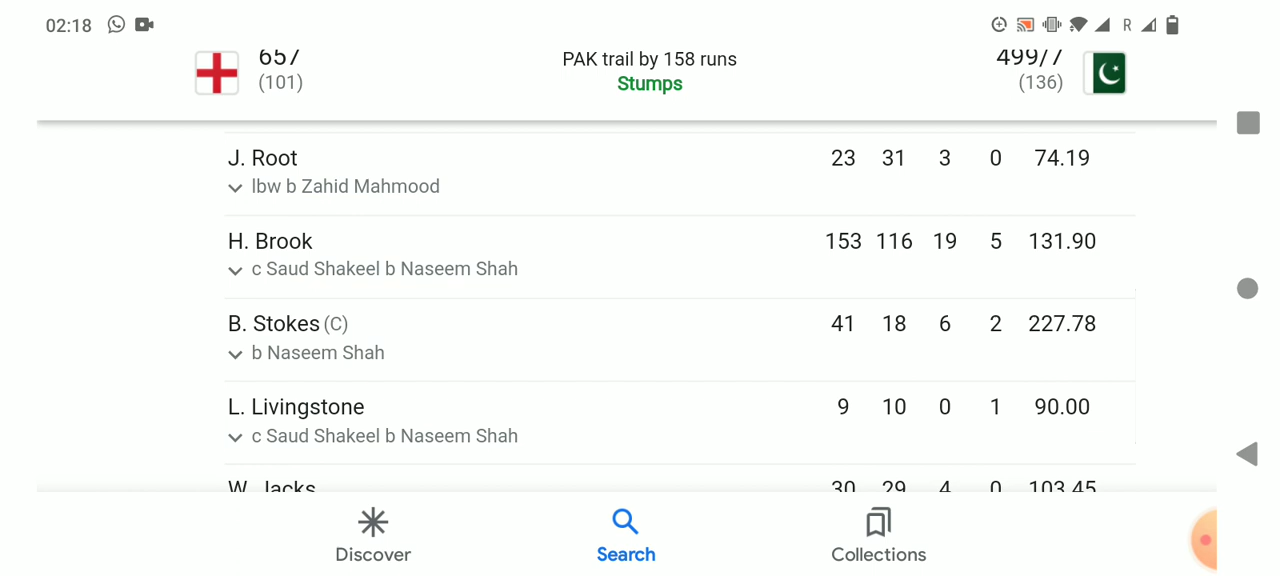 02:18 R
657 PAK trail by 158 runs 499/7
(101) Stumps (136)
J. Root 23 31 3 0 74.19
lbw b Zahid Mahmood
H. Brook 153 116 19 5 131.90
c Saud Shakeel b Naseem Shah
B. Stokes (C) 41 18 6 2 227.78
b Naseem Shah
L. Livingstone 9 10 0 1 90.00
c Saud Shakeel b Naseem Shah
W. Jacks 30 29 4 0 103.45
Discover Search Collections